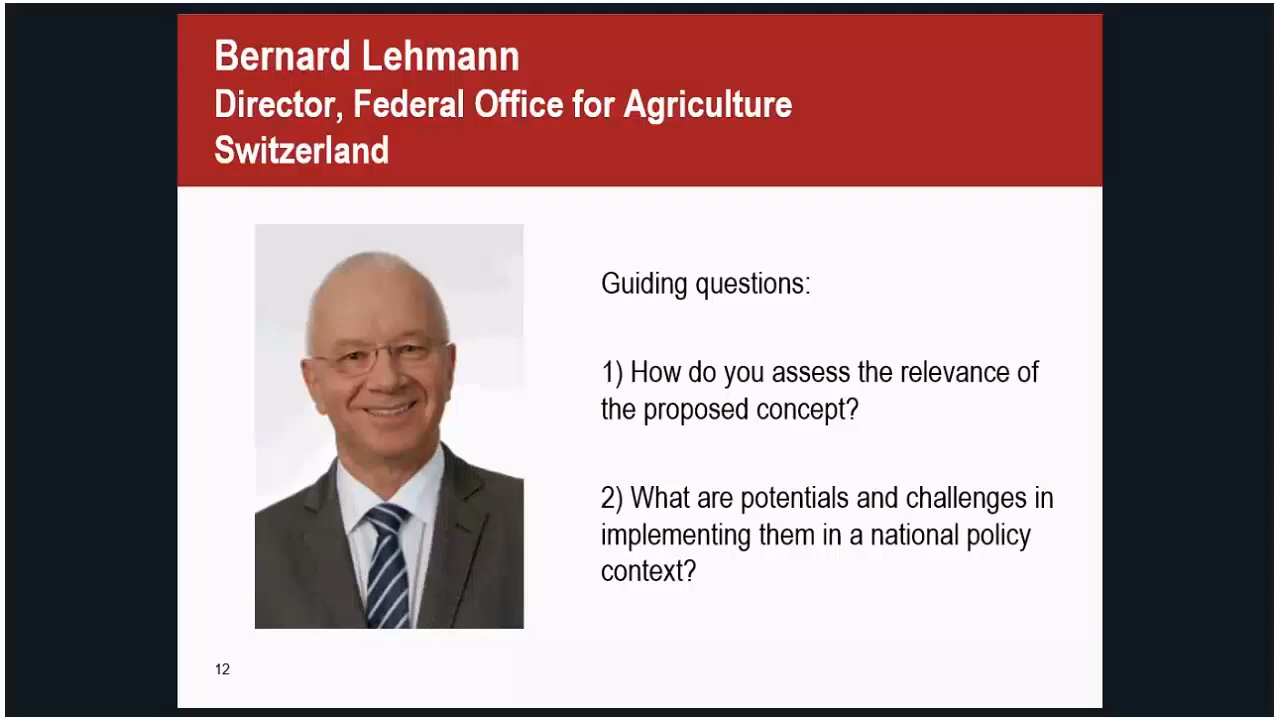 Bernard Lehmann
Director, Federal Office for Agriculture
Switzerland
Guiding questions:
1) How do you assess the relevance of
the proposed concept?
2) What are potentials and challenges in
implementing them in a national policy
context?
12